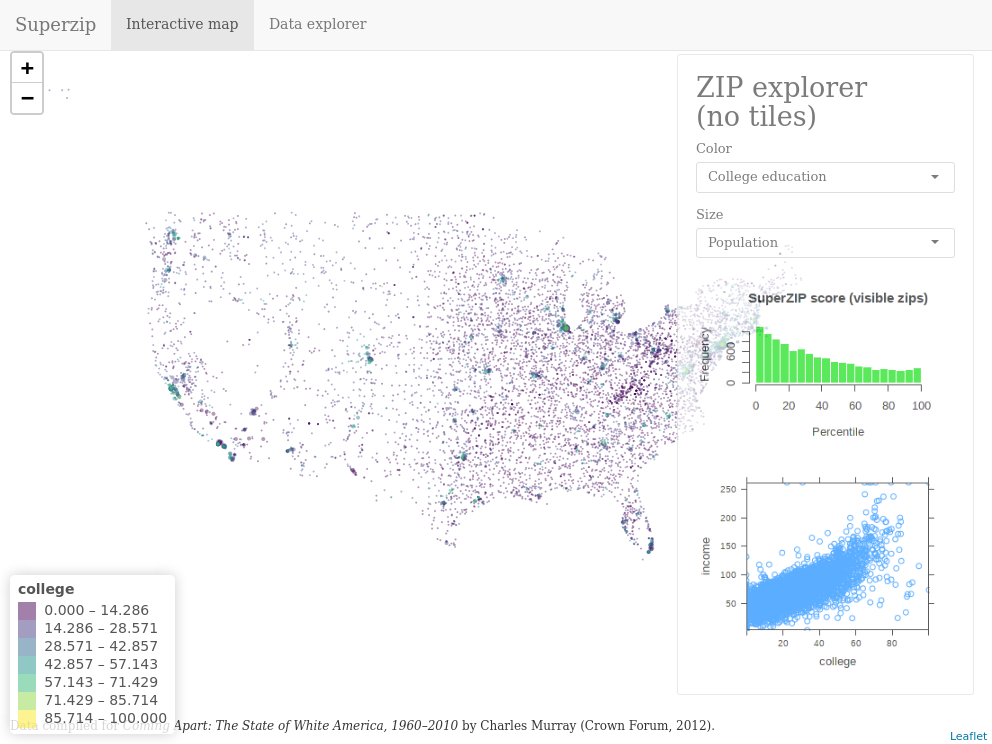 Superzip
Interactive map
Data explorer
+
−
ZIP explorer
(no tiles)
Color
College education
Size
Population
SuperZIP score (visible zips)
Frequency
600
0
0 20 40 60 80 100
Percentile
250
200
150
100
50
income
20 40 60 80
college
college
0.000 – 14.286
14.286 – 28.571
28.571 – 42.857
42.857 – 57.143
57.143 – 71.429
71.429 – 85.714
85.714 – 100.000
Data compiled for Coming Apart: The State of White America, 1960–2010 by Charles Murray (Crown Forum, 2012).
Leaflet